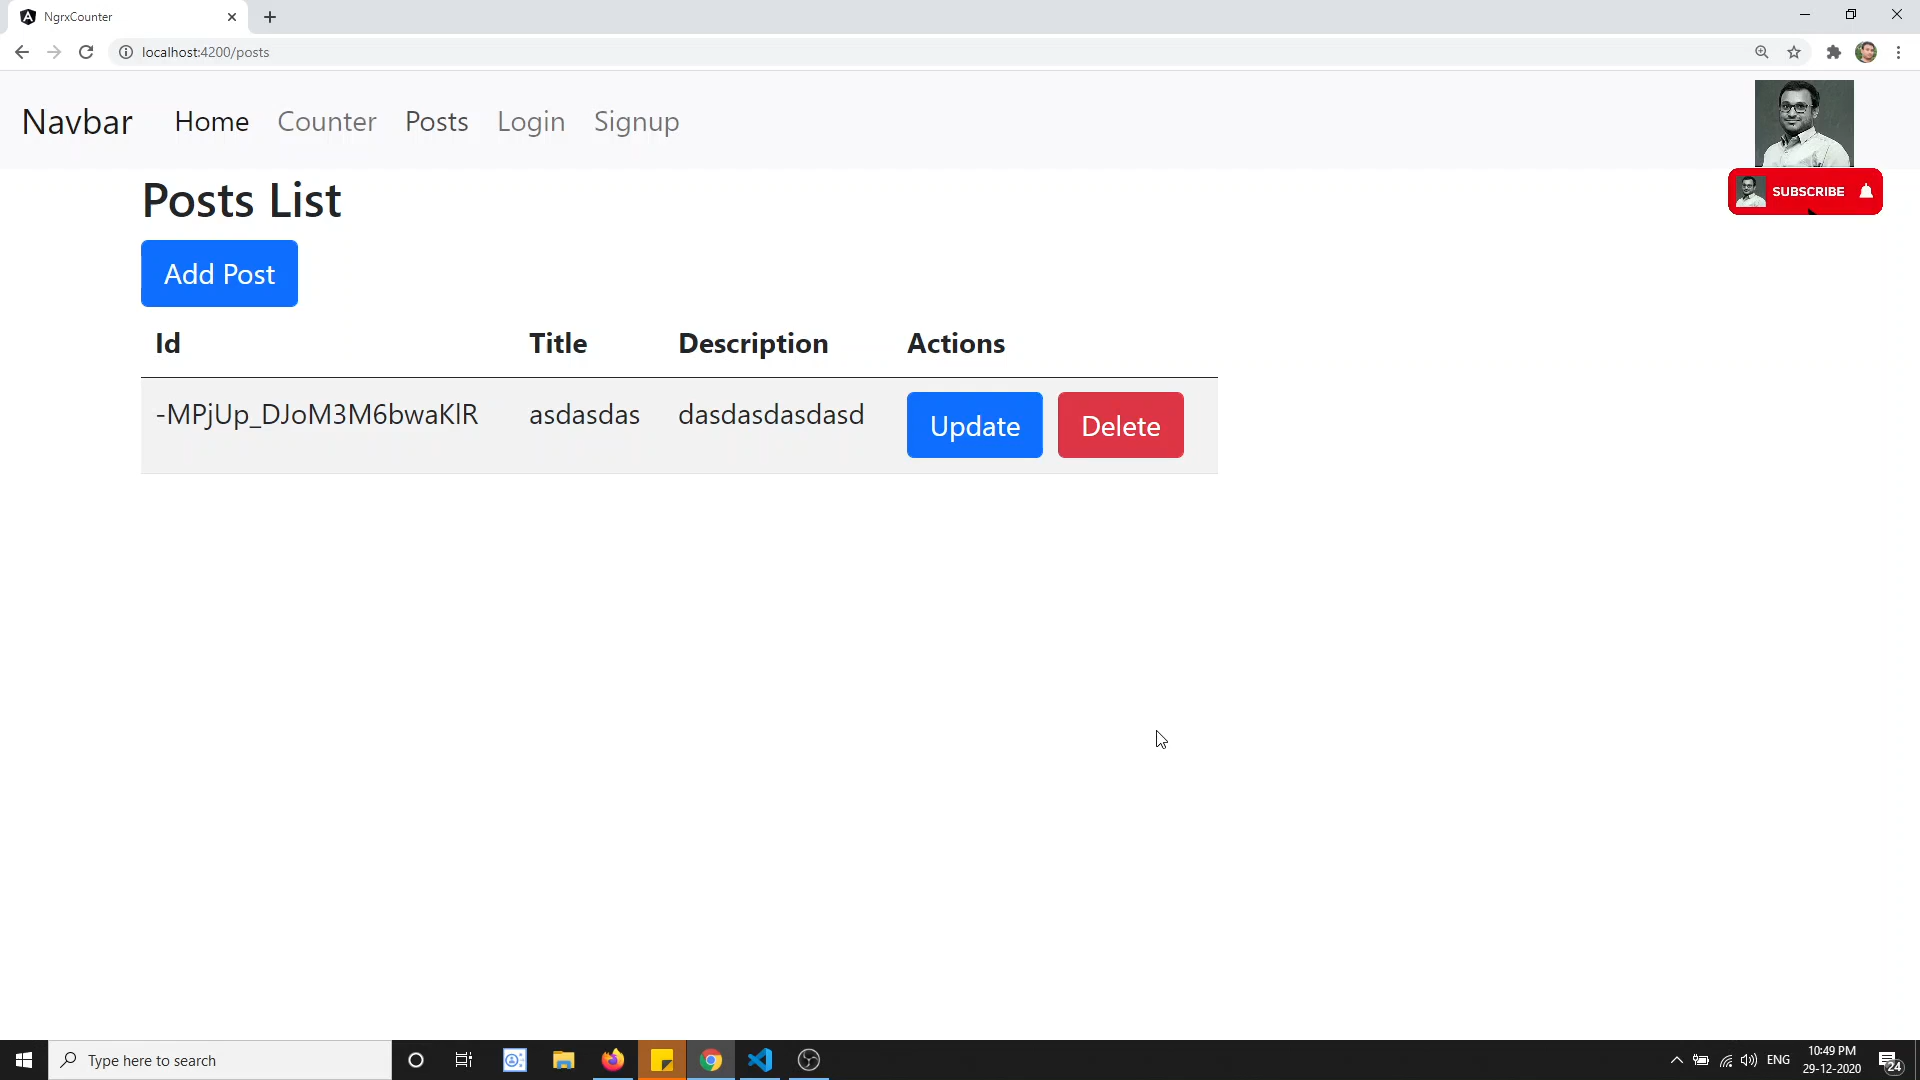 NgrxCounter
localhost:4200/posts
Navbar Home Counter Posts Login Signup
SUBSCRIBE
Posts List
Add Post
Id Title Description Actions
-MPjUp_DJoM3M6bwaKlR asdasdas dasdasdasdasd Update Delete
Type here to search
ENG
10:49 PM
29-12-2020
24